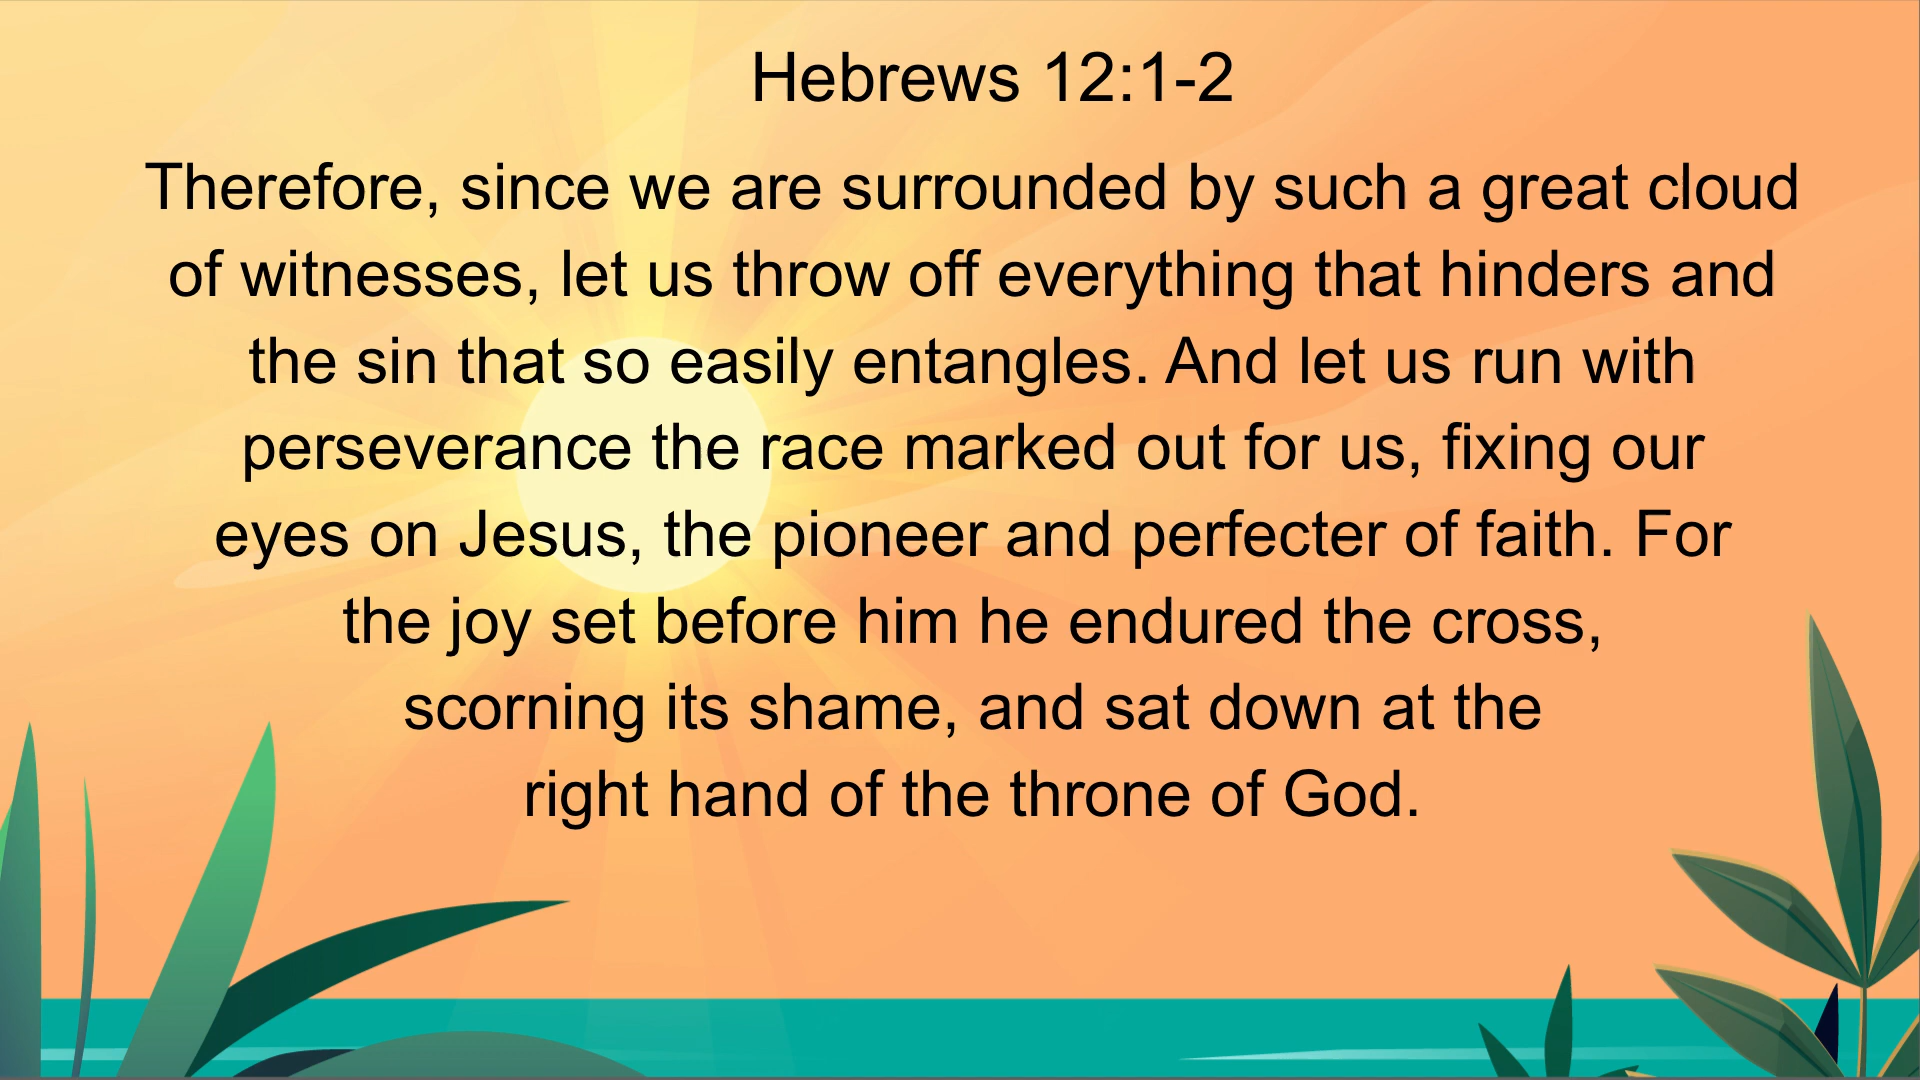 Hebrews 12:1-2
Therefore, since we are surrounded by such a great cloud
of witnesses, let us throw off everything that hinders and
the sin that so easily entangles. And let us run with
perseverance the race marked out for us, fixing our
eyes on Jesus, the pioneer and perfecter of faith. For
the joy set before him he endured the cross,
scorning its shame, and sat down at the
right hand of the throne of God.